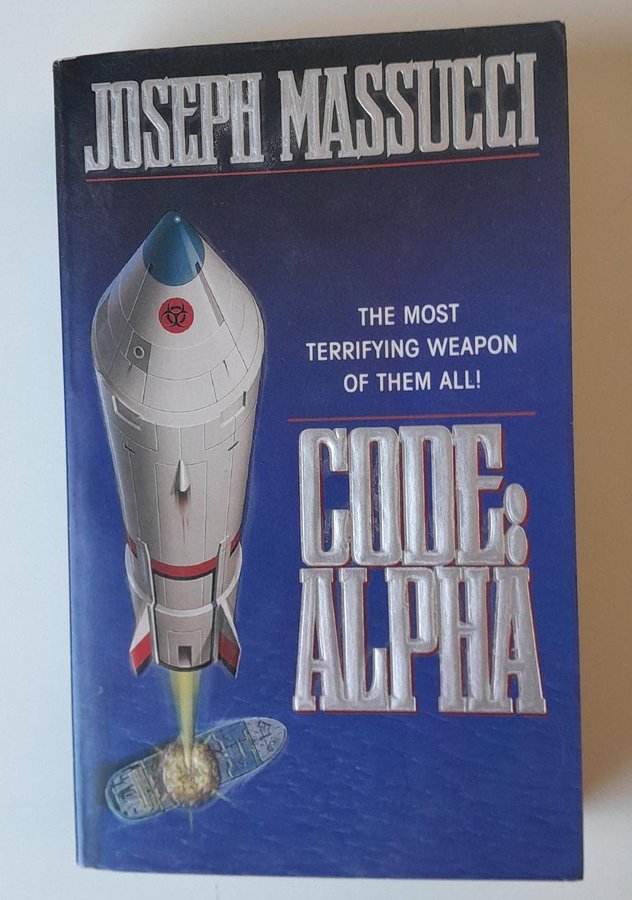 JOSEPH MASSUCCI
THE MOST
TERRIFYING WEAPON
OF THEM ALL!
CODE:
ALPHA